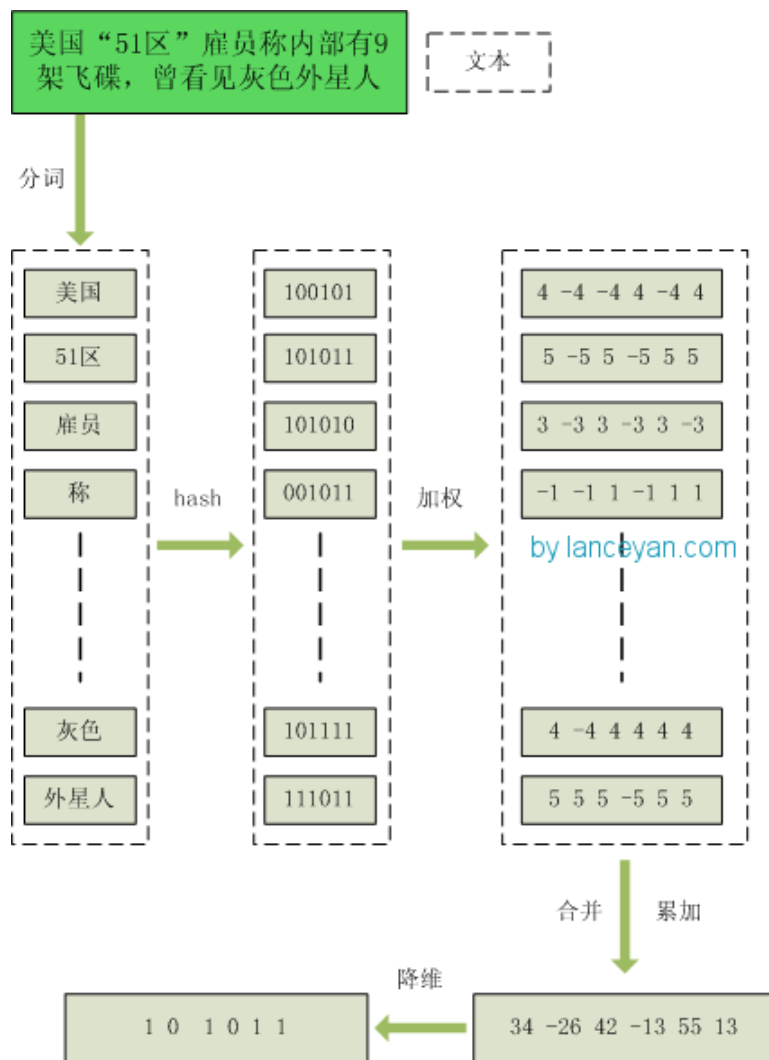 美国“51区”雇员称内部有9
架飞碟，曾看见灰色外星人
文本
分词
美国
100101
4 -4 -4 4 -4 4
51区
101011
5 -5 5 -5 5 5
雇员
101010
3 -3 3 -3 3 -3
称
001011
-1 -1 1 -1 1 1
hash
加权
by lanceyan.com
灰色
101111
4 -4 4 4 4 4
外星人
111011
5 5 5 -5 5 5
合并
累加
降维
1 0 1 0 1 1
34 -26 42 -13 55 13